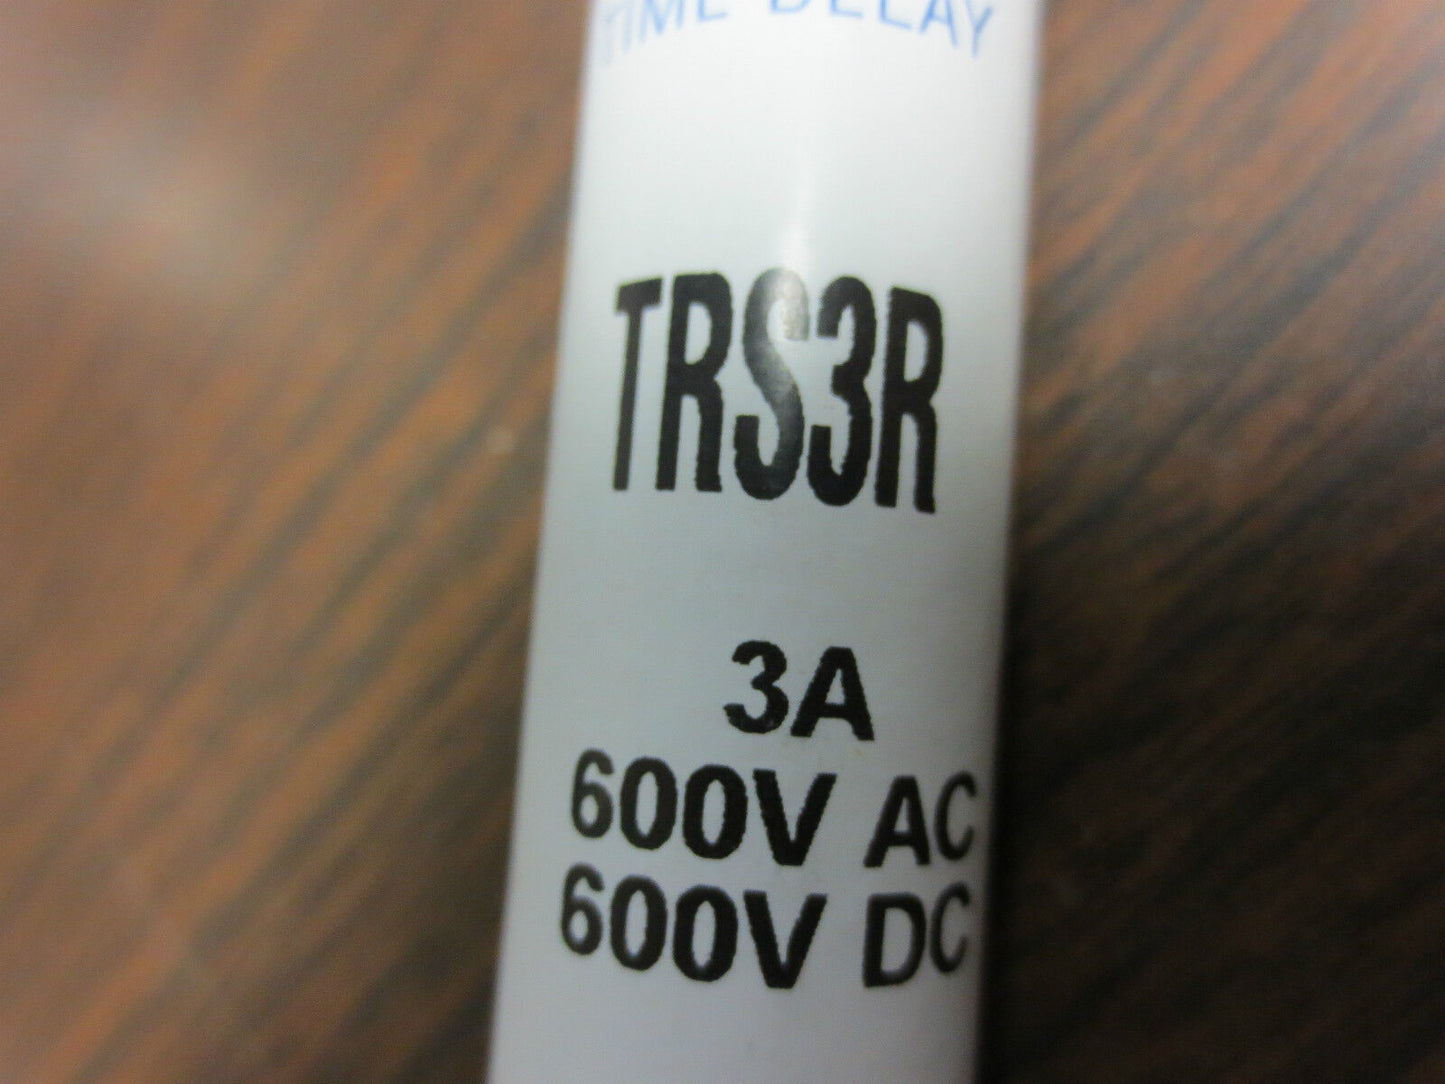 TIME DELAY
TRS3R
3A
600V AC
600V DC